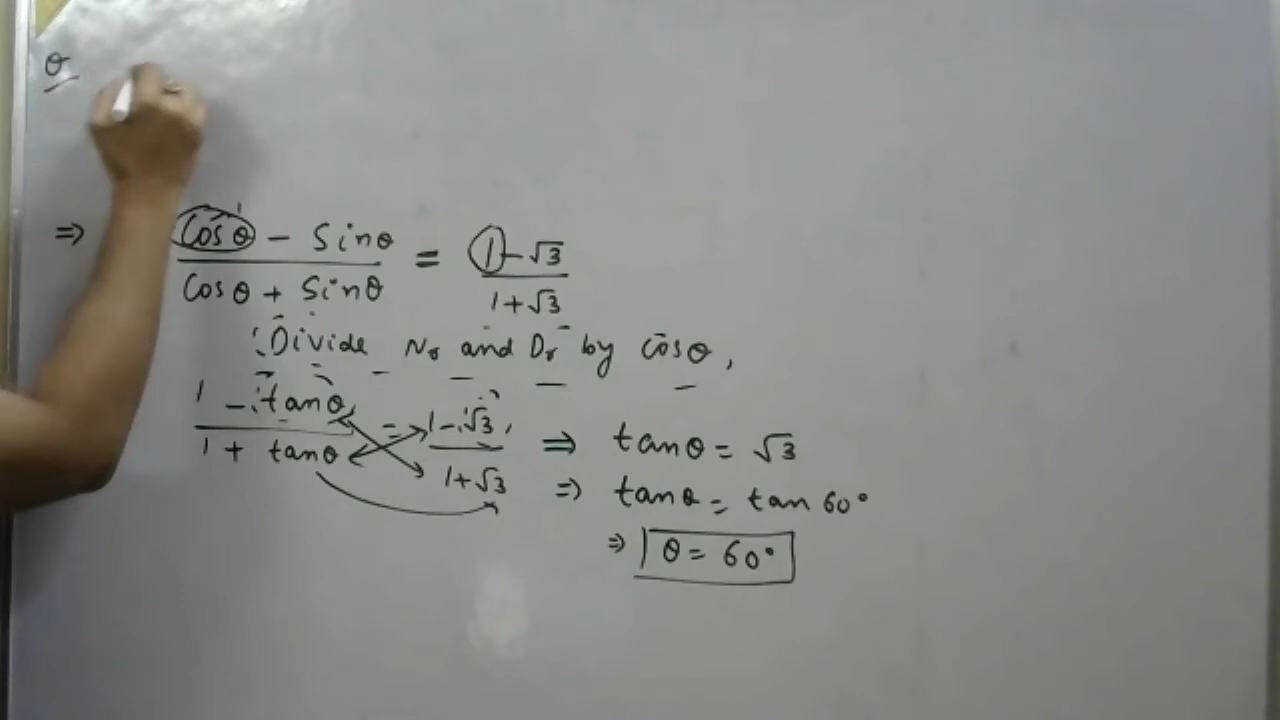 θ
⇒ cosθ - sinθ / cosθ + sinθ = 1-√3 / 1+√3
Divide Nr and Dr by cosθ,
1 - tanθ / 1 + tanθ = 1-√3 / 1+√3 ⇒ tanθ = √3
⇒ tanθ = tan 60°
⇒ θ = 60°